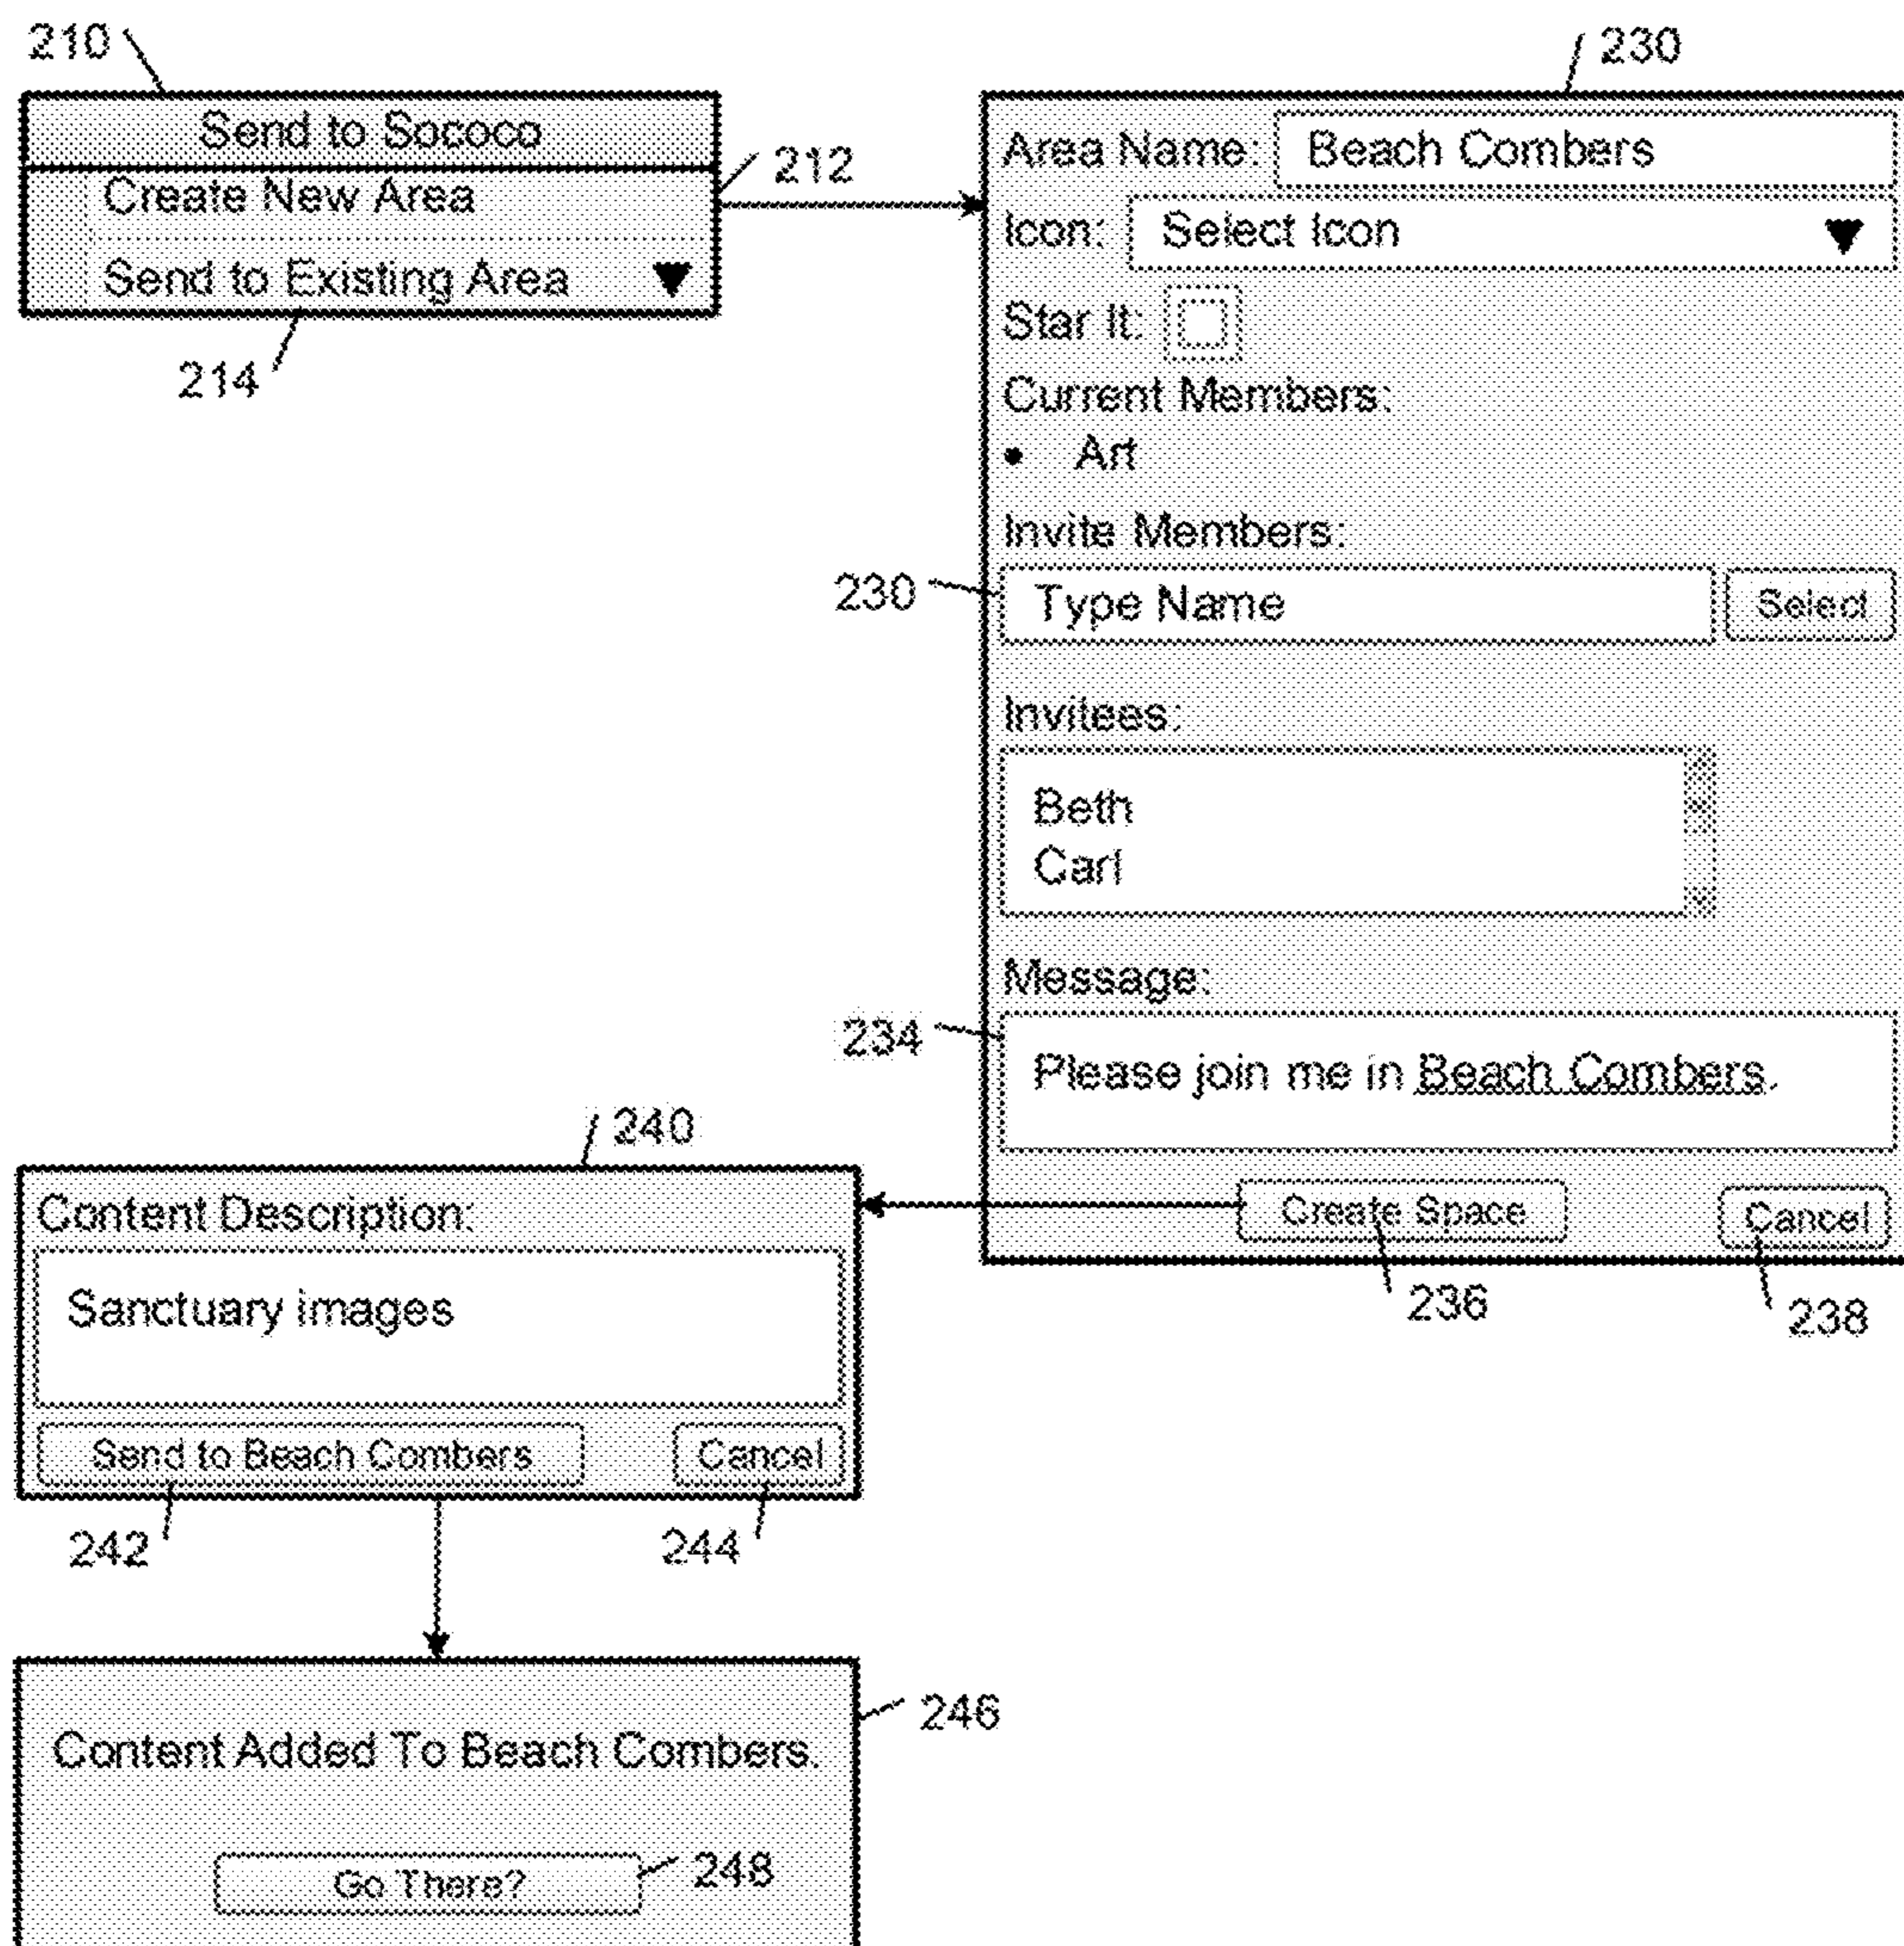 210
Send to Sococo
Create New Area
212
Send to Existing Area
214
230
Area Name: Beach Combers
Icon: Select Icon
Star It:
Current Members:
• Art
Invite Members:
230
Type Name Select
Invitees:
Beth
Carl
Message:
234
Please join me in Beach Combers.
Create Space Cancel
236
238
240
Content Description:
Sanctuary images
Send to Beach Combers Cancel
242
244
246
Content Added To Beach Combers.
Go There?
248